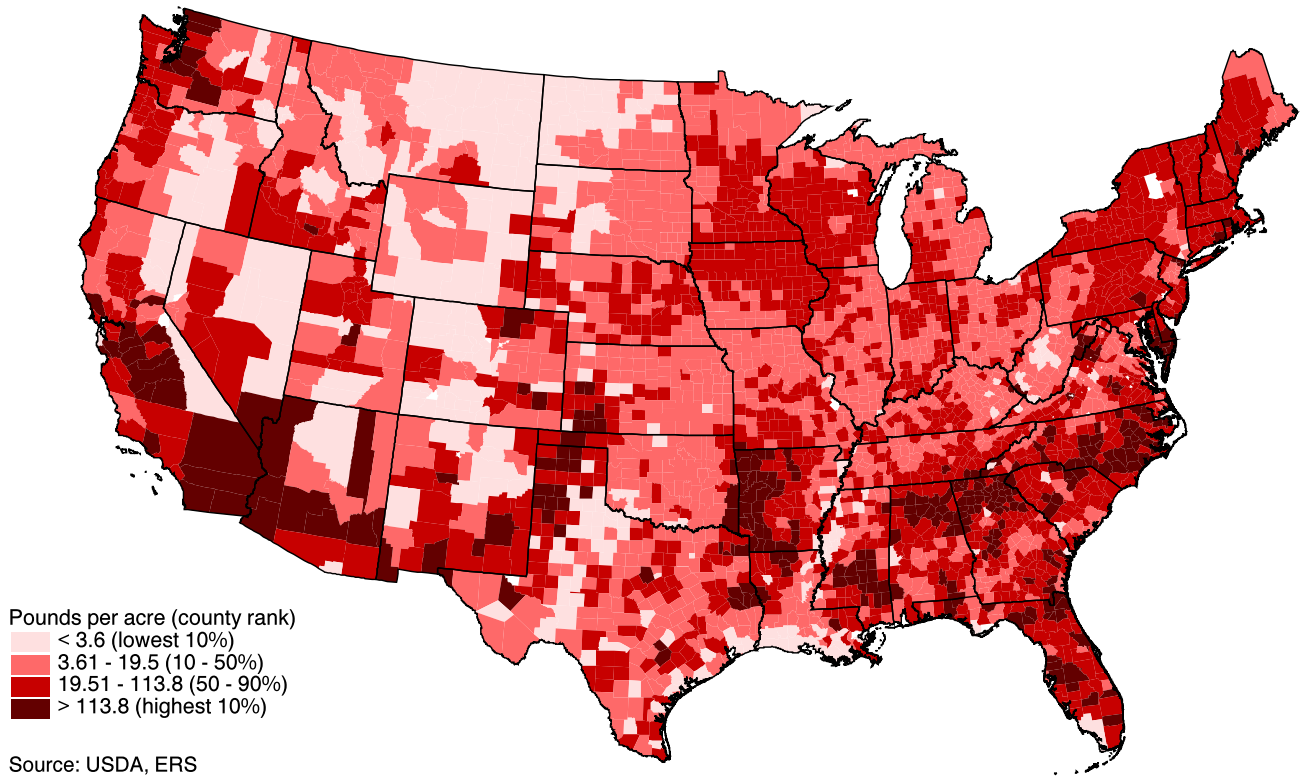 Pounds per acre (county rank)
< 3.6 (lowest 10%)
3.61 - 19.5 (10 - 50%)
19.51 - 113.8 (50 - 90%)
> 113.8 (highest 10%)
Source: USDA, ERS